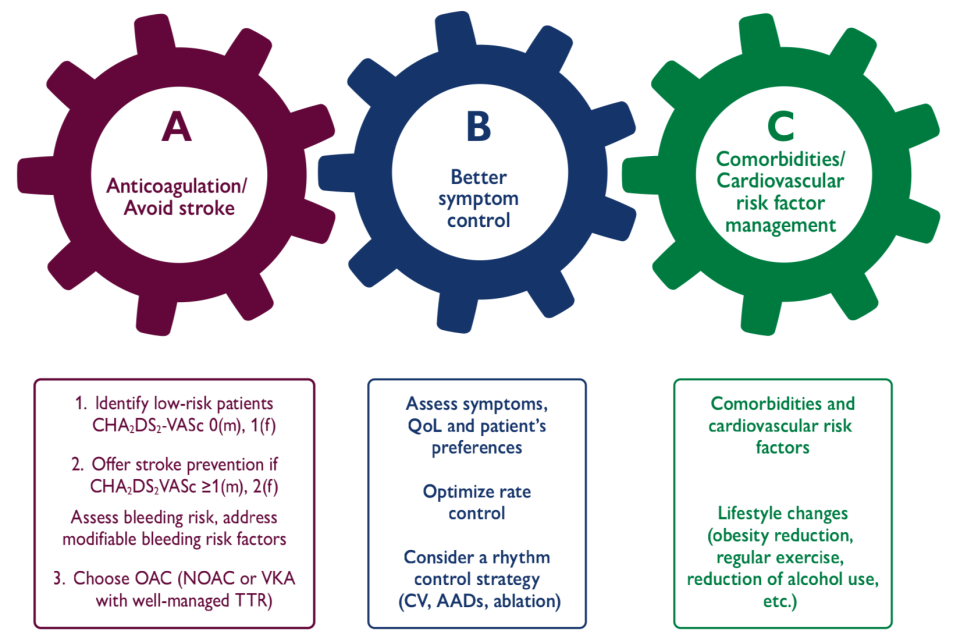 A
Anticoagulation/
Avoid stroke
B
Better
symptom
control
C
Comorbidities/
Cardiovascular
risk factor
management
1. Identify low-risk patients
CHA₂DS₂-VASc 0(m), 1(f)
2. Offer stroke prevention if
CHA₂DS₂VASc ≥1(m), 2(f)
Assess bleeding risk, address
modifiable bleeding risk factors
3. Choose OAC (NOAC or VKA
with well-managed TTR)
Assess symptoms,
QoL and patient's
preferences
Optimize rate
control
Consider a rhythm
control strategy
(CV, AADs, ablation)
Comorbidities and
cardiovascular risk
factors
Lifestyle changes
(obesity reduction,
regular exercise,
reduction of alcohol use,
etc.)